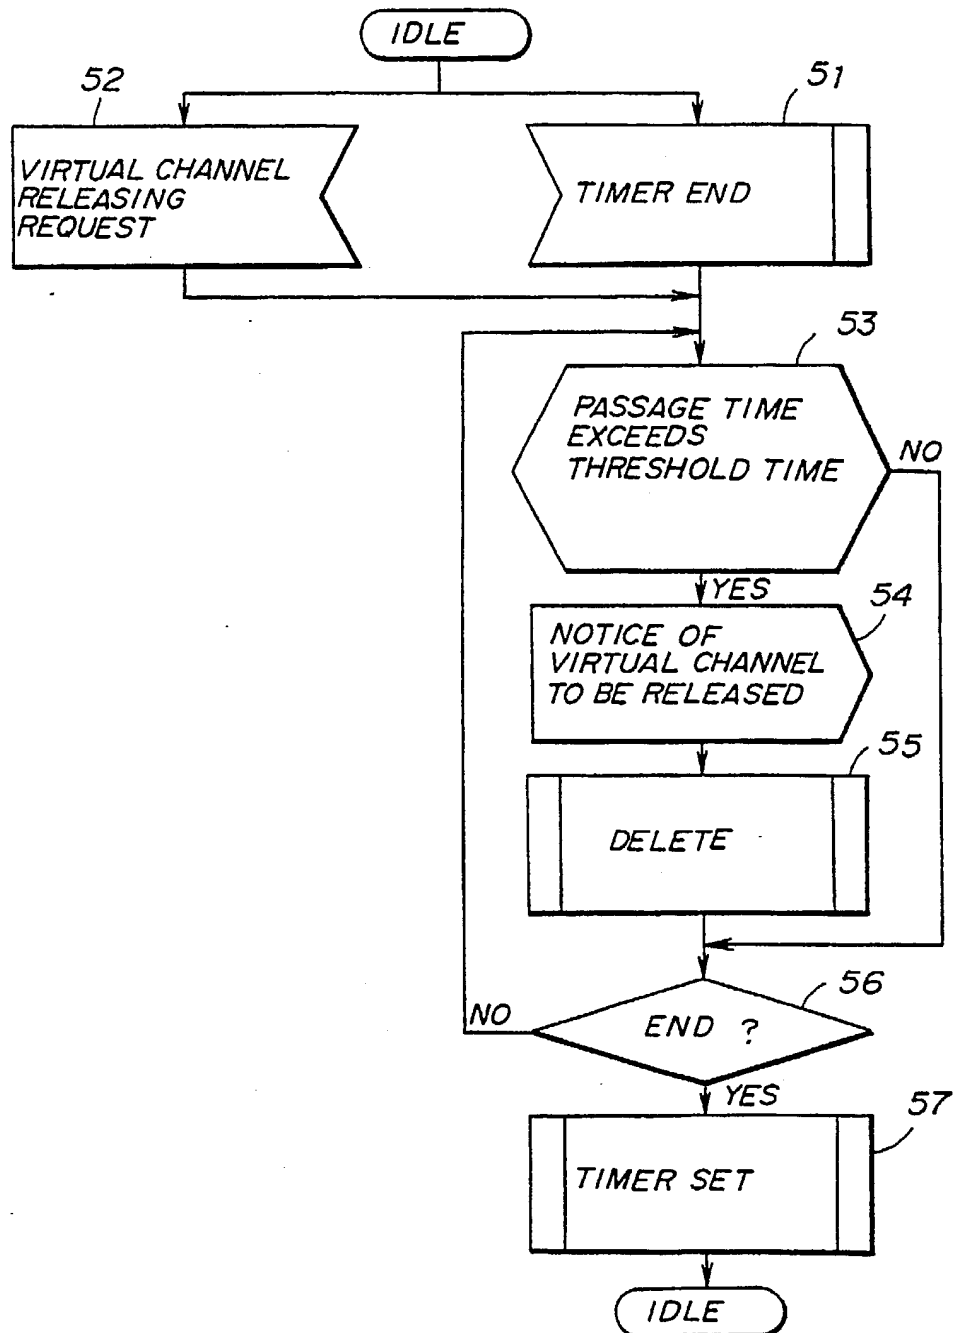 IDLE
52
51
VIRTUAL CHANNEL
RELEASING
REQUEST
TIMER END
53
PASSAGE TIME
EXCEEDS
THRESHOLD TIME
NO
YES
54
NOTICE OF
VIRTUAL CHANNEL
TO BE RELEASED
55
DELETE
56
NO
END ?
YES
57
TIMER SET
IDLE